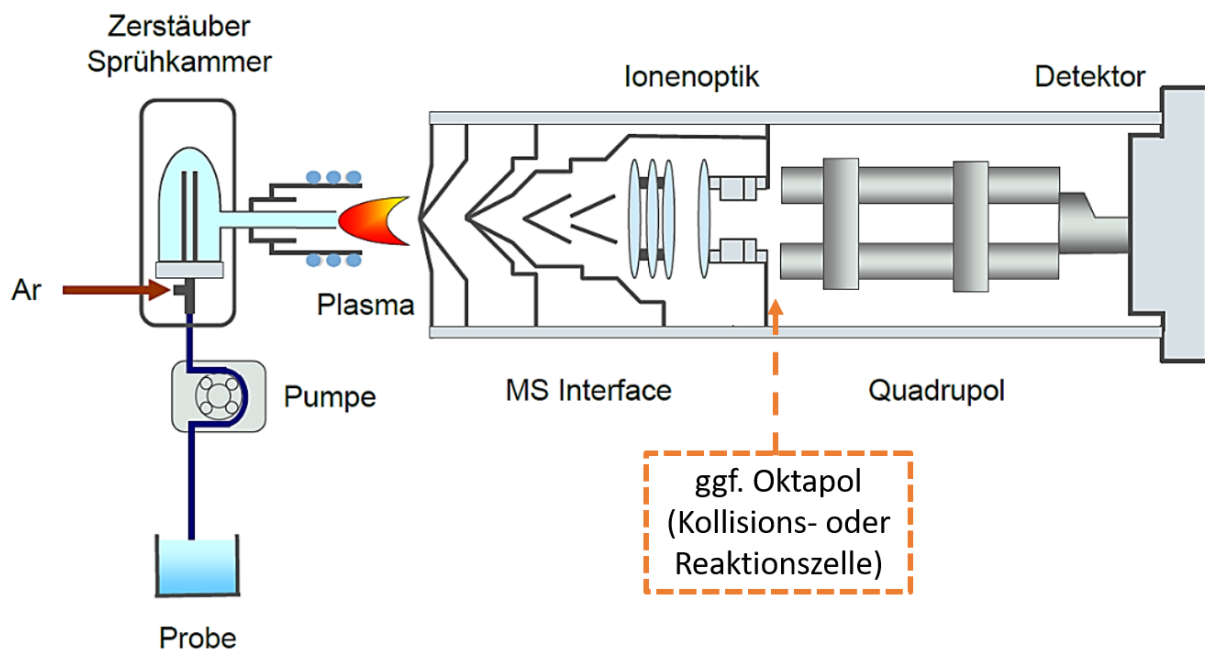 Zerstäuber
Sprühkammer
Ionenoptik
Detektor
Ar
Plasma
Pumpe
MS Interface
Quadrupol
ggf. Oktapol
(Kollisions- oder
Reaktionszelle)
Probe